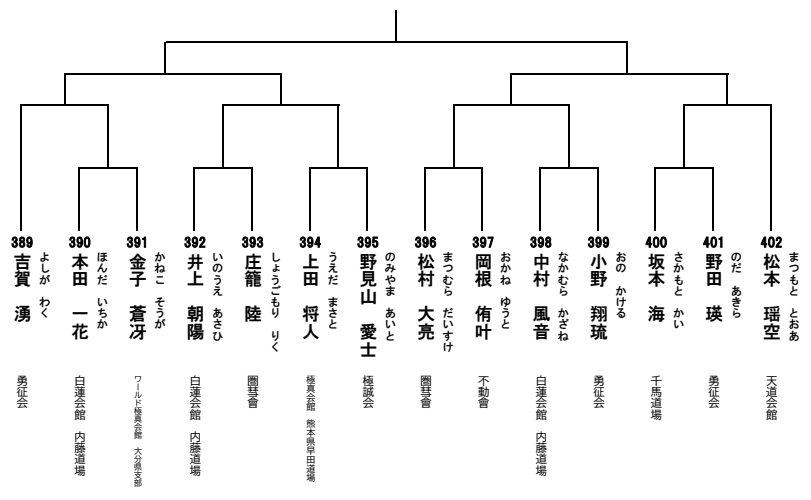 389
吉賀 湧
よしが わく
勇征会
390
本田 一花
ほんだ いちか
白蓮会館 内藤道場
391
金子 蒼冴
かねこ そうが
ワールド極真会館 大分県支部
392
井上 朝陽
いのうえ あさひ
白蓮会館 内藤道場
393
庄籠 陸
しょうごもり りく
圏彗會
394
上田 将人
うえだ まさと
極真会館 熊本県早田道場
395
野見山 愛士
のみやま あいと
極誠会
396
松村 大亮
まつむら だいすけ
圏彗會
397
岡根 侑叶
おかね ゆうと
不動會
398
中村 風音
なかむら かざね
白蓮会館 内藤道場
399
小野 翔琉
おの かける
勇征会
400
坂本 海
さかもと かい
千馬道場
401
野田 瑛
のだ あきら
勇征会
402
松本 瑶空
まつもと とおあ
天道会館